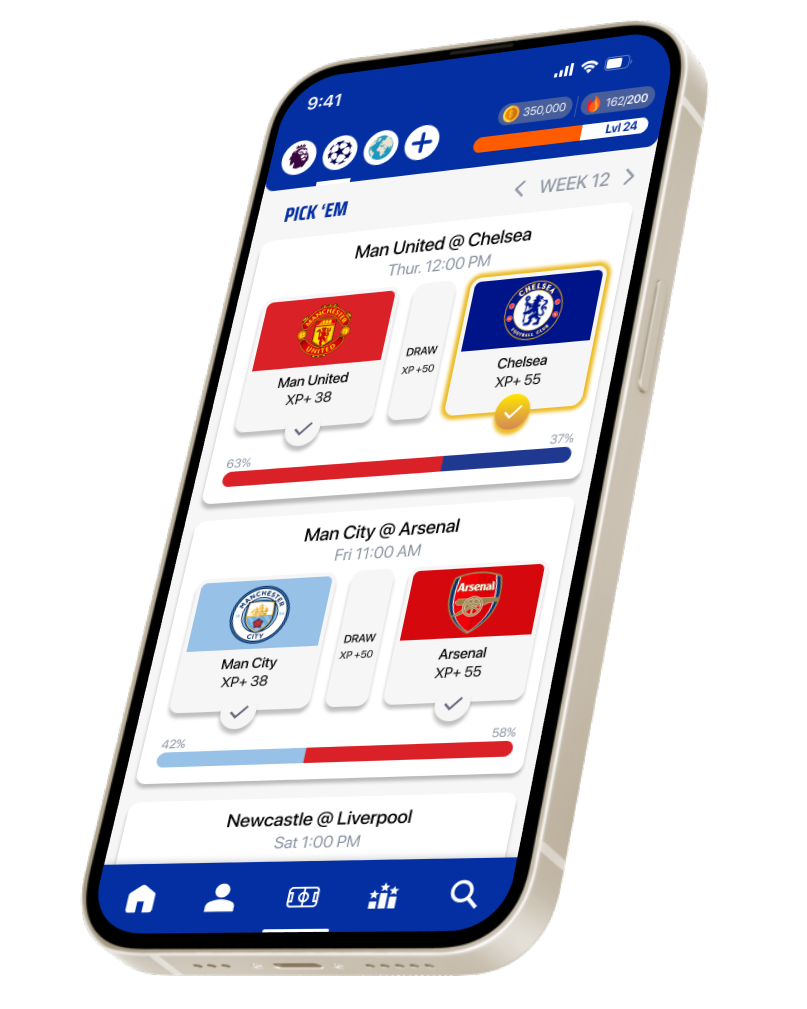 9:41
350,000
162/200
Lvl 24
PICK ‘EM
WEEK 12
Man United @ Chelsea
Thur. 12:00 PM
MANCHESTER
UNITED
DRAW
XP +50
CHELSEA
FOOTBALL CLUB
Man United
XP+ 38
Chelsea
XP+ 55
63%
37%
Man City @ Arsenal
Fri 11:00 AM
MANCHESTER
CITY
DRAW
XP +50
Arsenal
Man City
XP+ 38
Arsenal
XP+ 55
42%
58%
Newcastle @ Liverpool
Sat 1:00 PM